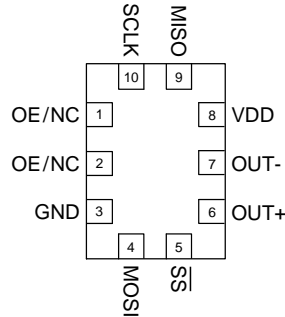 SCLK
MISO
10
9
OE/NC 1
8 VDD
OE/NC 2
7 OUT-
GND 3
6 OUT+
4
5
MOSI
SS